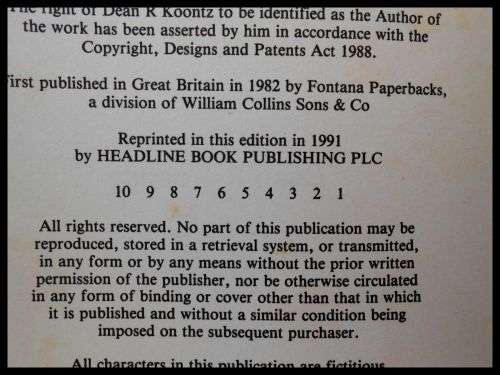 The right of Dean R Koontz to be identified as the Author of
the work has been asserted by him in accordance with the
Copyright, Designs and Patents Act 1988.
First published in Great Britain in 1982 by Fontana Paperbacks,
a division of William Collins Sons & Co
Reprinted in this edition in 1991
by HEADLINE BOOK PUBLISHING PLC
10 9 8 7 6 5 4 3 2 1
All rights reserved. No part of this publication may be
reproduced, stored in a retrieval system, or transmitted,
in any form or by any means without the prior written
permission of the publisher, nor be otherwise circulated
in any form of binding or cover other than that in which
it is published and without a similar condition being
imposed on the subsequent purchaser.
All characters in this publication are fictitious